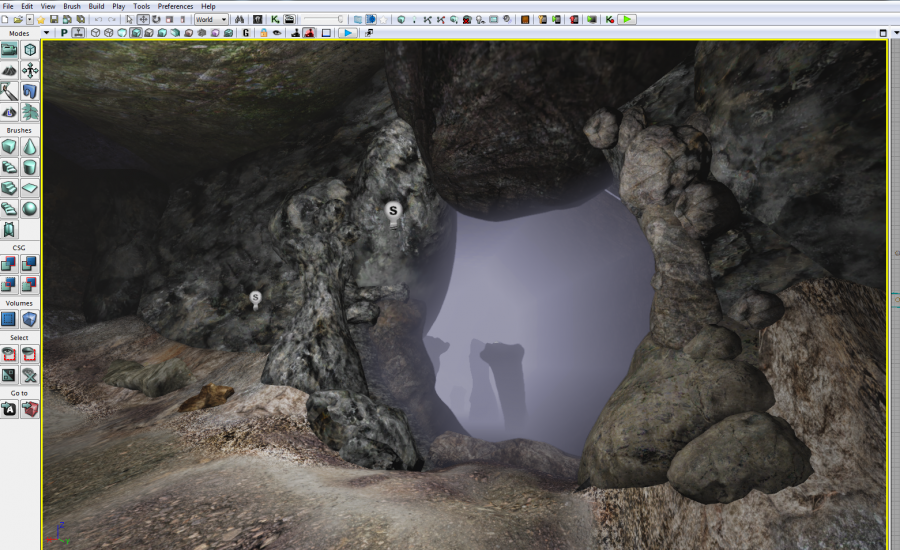 File Edit View Brush Build Play Tools Preferences Help
World
Modes
P
G
Brushes
S
CSG
S
Volumes
Select
Go to
A
Z